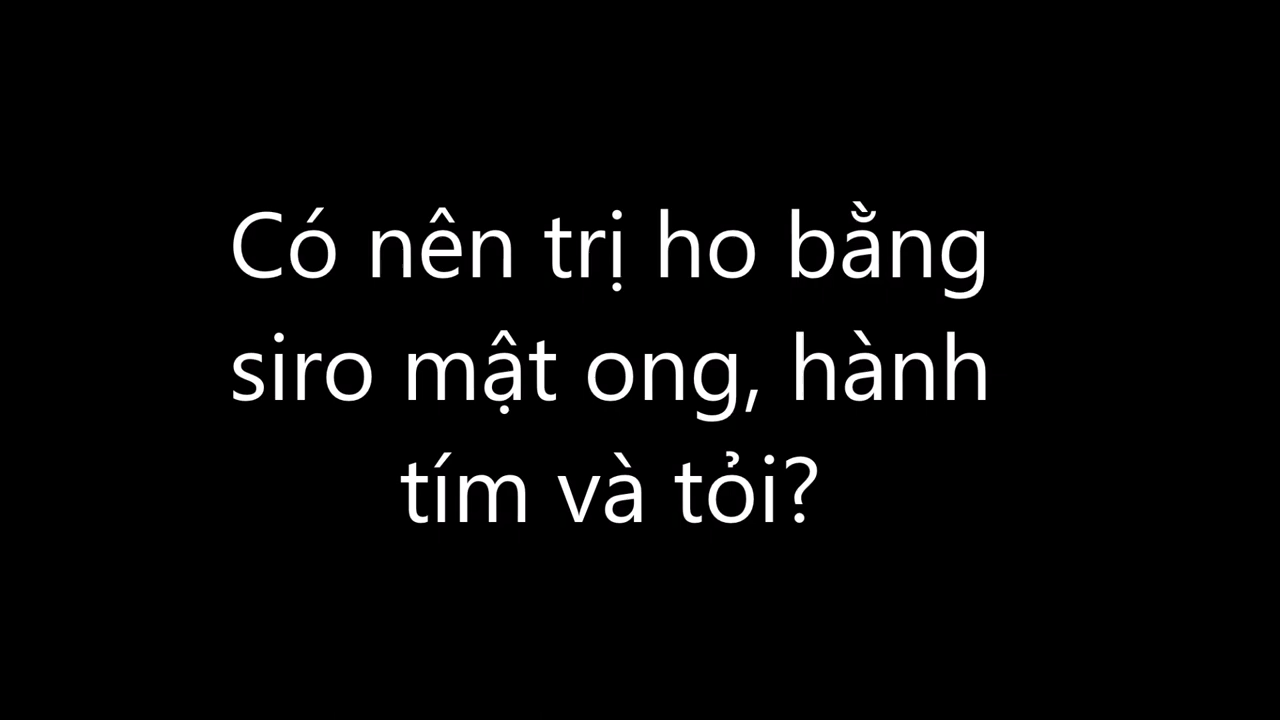 Có nên trị ho bằng
siro mật ong, hành
tím và tỏi?